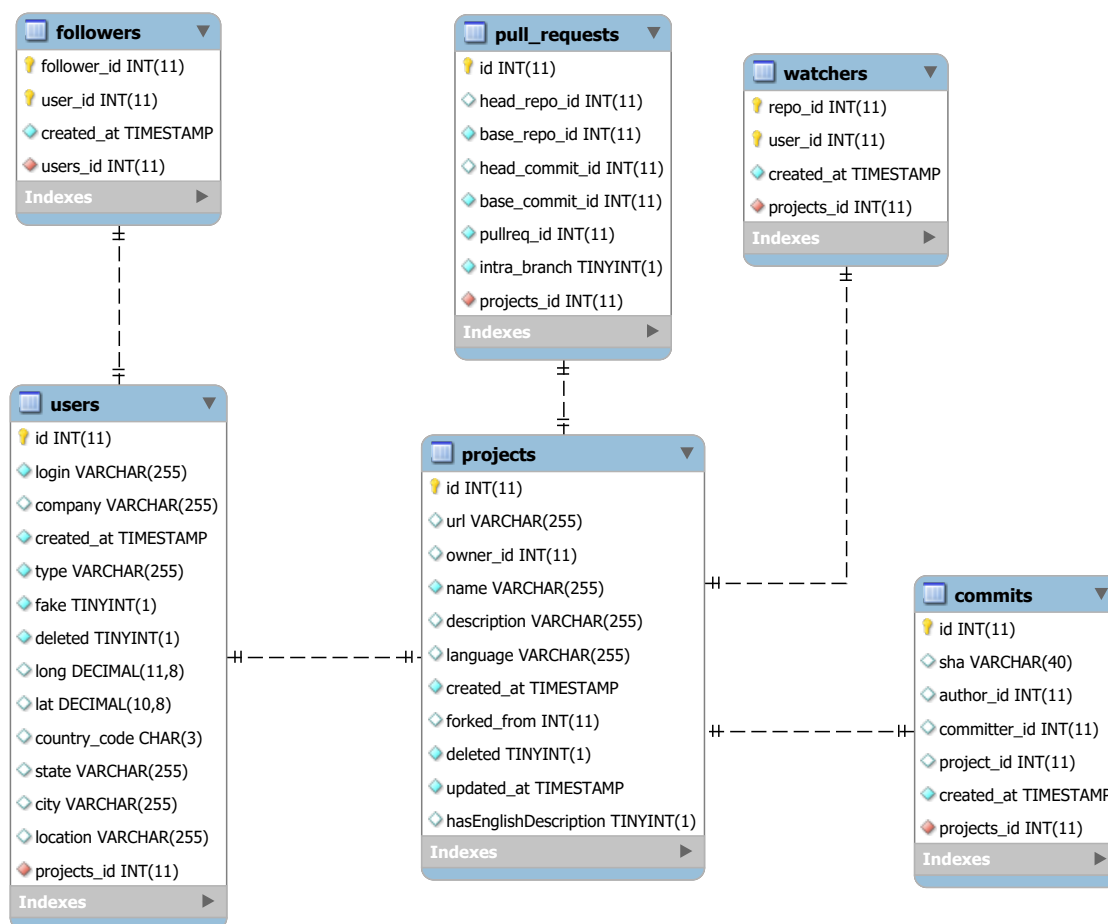 followers
follower_id INT(11)
user_id INT(11)
created_at TIMESTAMP
users_id INT(11)
Indexes
pull_requests
id INT(11)
head_repo_id INT(11)
base_repo_id INT(11)
head_commit_id INT(11)
base_commit_id INT(11)
pullreq_id INT(11)
intra_branch TINYINT(1)
projects_id INT(11)
Indexes
watchers
repo_id INT(11)
user_id INT(11)
created_at TIMESTAMP
projects_id INT(11)
Indexes
users
id INT(11)
login VARCHAR(255)
company VARCHAR(255)
created_at TIMESTAMP
type VARCHAR(255)
fake TINYINT(1)
deleted TINYINT(1)
long DECIMAL(11,8)
lat DECIMAL(10,8)
country_code CHAR(3)
state VARCHAR(255)
city VARCHAR(255)
location VARCHAR(255)
projects_id INT(11)
Indexes
projects
id INT(11)
url VARCHAR(255)
owner_id INT(11)
name VARCHAR(255)
description VARCHAR(255)
language VARCHAR(255)
created_at TIMESTAMP
forked_from INT(11)
deleted TINYINT(1)
updated_at TIMESTAMP
hasEnglishDescription TINYINT(1)
Indexes
commits
id INT(11)
sha VARCHAR(40)
author_id INT(11)
committer_id INT(11)
project_id INT(11)
created_at TIMESTAMP
projects_id INT(11)
Indexes